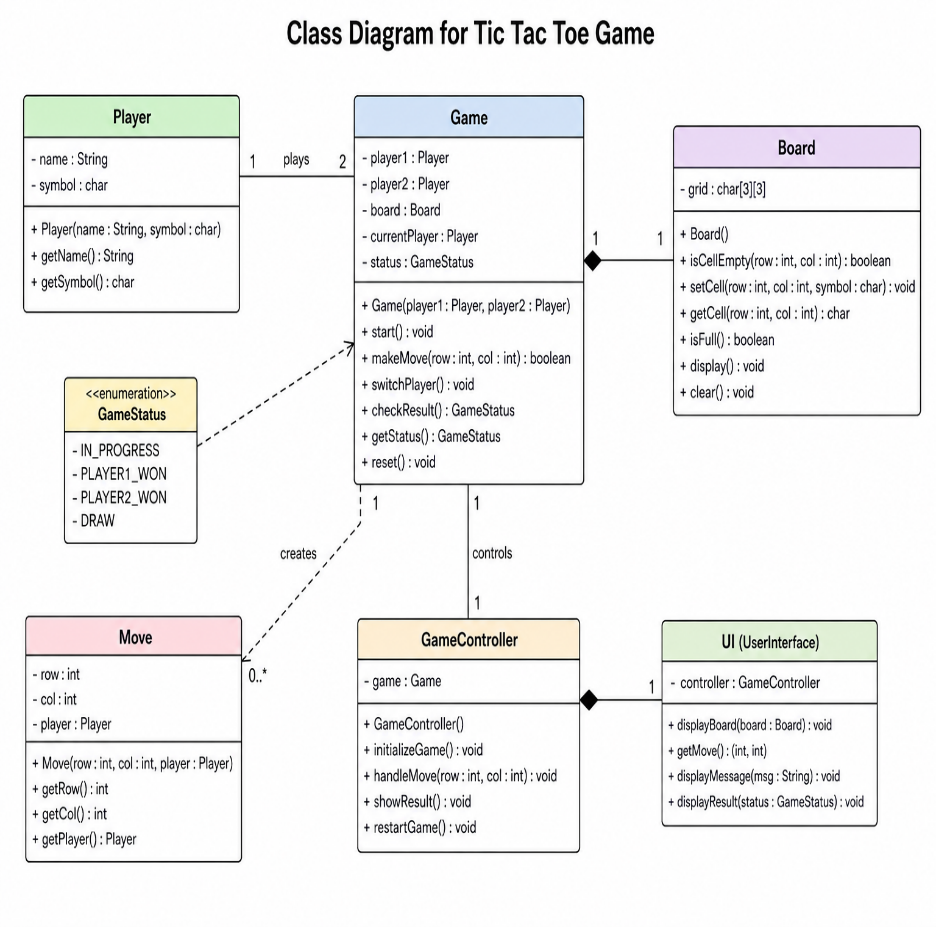 Class Diagram for Tic Tac Toe Game
Player
- name : String
- symbol : char
+ Player(name : String, symbol : char)
+ getName() : String
+ getSymbol() : char
1 plays 2
Game
- player1 : Player
- player2 : Player
- board : Board
- currentPlayer : Player
- status : GameStatus
+ Game(player1 : Player, player2 : Player)
+ start() : void
+ makeMove(row : int, col : int) : boolean
+ switchPlayer() : void
+ checkResult() : GameStatus
+ getStatus() : GameStatus
+ reset() : void
1 1
Board
- grid : char[3][3]
+ Board()
+ isCellEmpty(row : int, col : int) : boolean
+ setCell(row : int, col : int, symbol : char) : void
+ getCell(row : int, col : int) : char
+ isFull() : boolean
+ display() : void
+ clear() : void
<<enumeration>>
GameStatus
- IN_PROGRESS
- PLAYER1_WON
- PLAYER2_WON
- DRAW
1
creates
0..*
1
controls
1
Move
- row : int
- col : int
- player : Player
+ Move(row : int, col : int, player : Player)
+ getRow() : int
+ getCol() : int
+ getPlayer() : Player
GameController
- game : Game
+ GameController()
+ initializeGame() : void
+ handleMove(row : int, col : int) : void
+ showResult() : void
+ restartGame() : void
1
UI (UserInterface)
- controller : GameController
+ displayBoard(board : Board) : void
+ getMove() : (int, int)
+ displayMessage(msg : String) : void
+ displayResult(status : GameStatus) : void